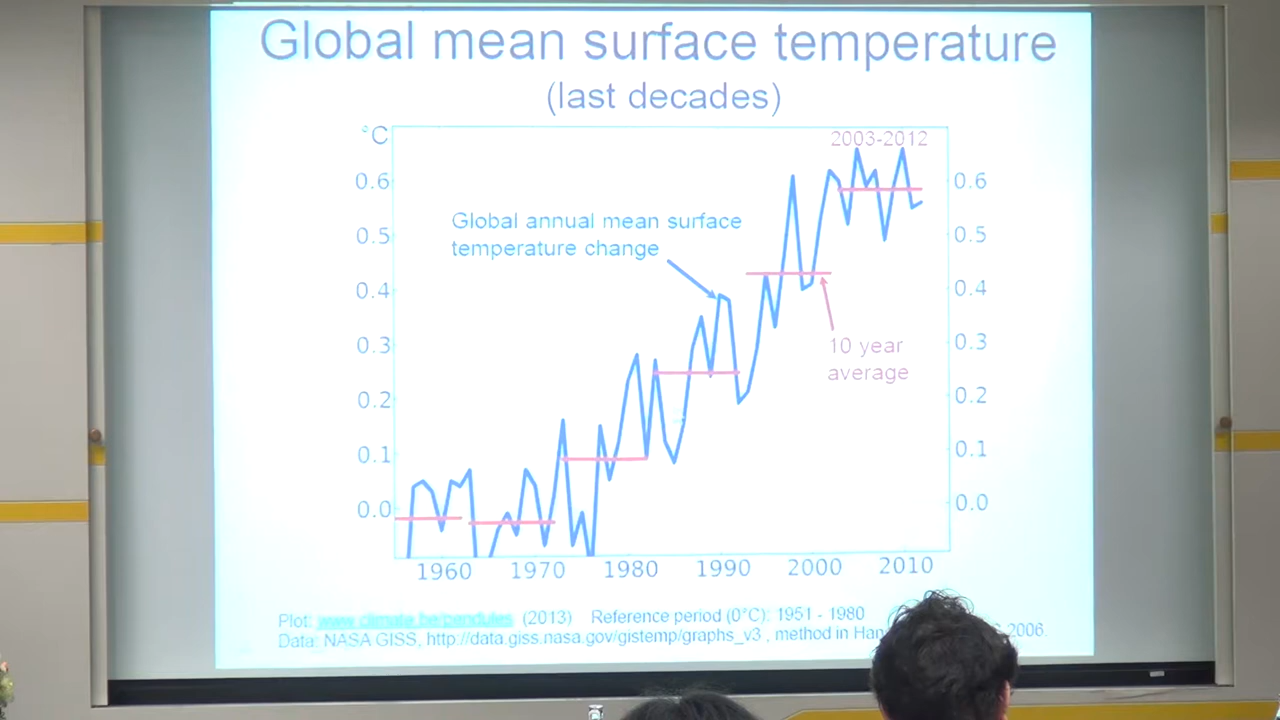 Global mean surface temperature
(last decades)
°C
2003-2012
0.6
0.6
Global annual mean surface
temperature change
0.5
0.5
0.4
0.4
0.3
0.3
10 year
average
0.2
0.2
0.1
0.1
0.0
0.0
1960 1970 1980 1990 2000 2010
Plot: www.climate.be/pendules (2013) Reference period (0°C): 1951 - 1980
Data: NASA GISS, http://data.giss.nasa.gov/gistemp/graphs_v3 , method in 2006.